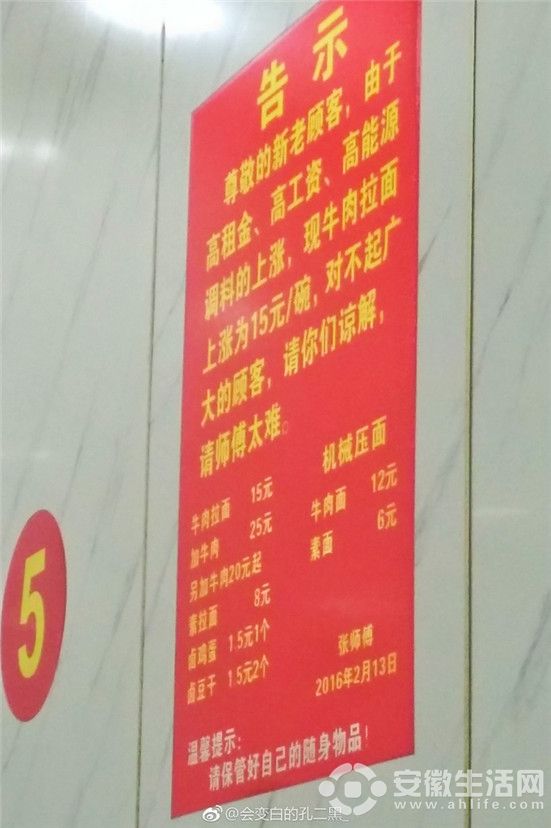 告示
尊敬的新老顾客，由于
高租金、高工资、高能源
调料的上涨，现牛肉拉面
上涨为15元/碗，对不起广
大的顾客，请你们谅解，
请师傅太难。
牛肉拉面 15元
加牛肉 25元
另加牛肉20元起
素拉面 8元
卤鸡蛋 1.5元1个
卤豆干 1.5元2个
机械压面
牛肉面 12元
素面 6元
张师傅
2016年2月13日
温馨提示：
请保管好自己的随身物品！
5
@会变白的孔二黑_
安徽生活网
www.ahlife.com